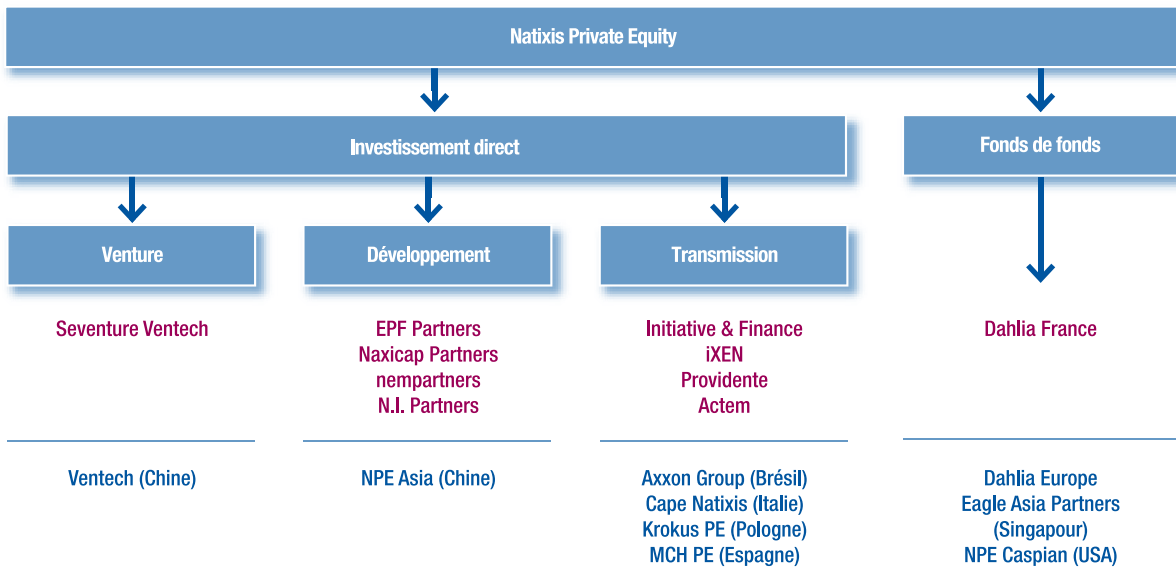 Natixis Private Equity
Investissement direct
Fonds de fonds
Venture
Développement
Transmission
Seventure Ventech
EPF Partners
Naxicap Partners
nempartners
N.I. Partners
Initiative & Finance
iXEN
Providente
Actem
Dahlia France
Ventech (Chine)
NPE Asia (Chine)
Axxon Group (Brésil)
Cape Natixis (Italie)
Krokus PE (Pologne)
MCH PE (Espagne)
Dahlia Europe
Eagle Asia Partners
(Singapour)
NPE Caspian (USA)